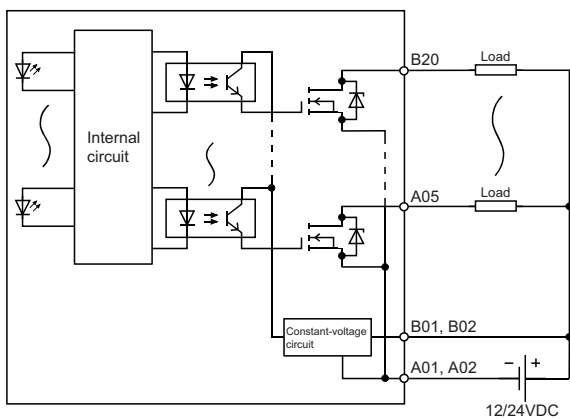 B20
Load
Internal
circuit
A05
Load
Constant-voltage
circuit
B01, B02
A01, A02
− +
12/24VDC